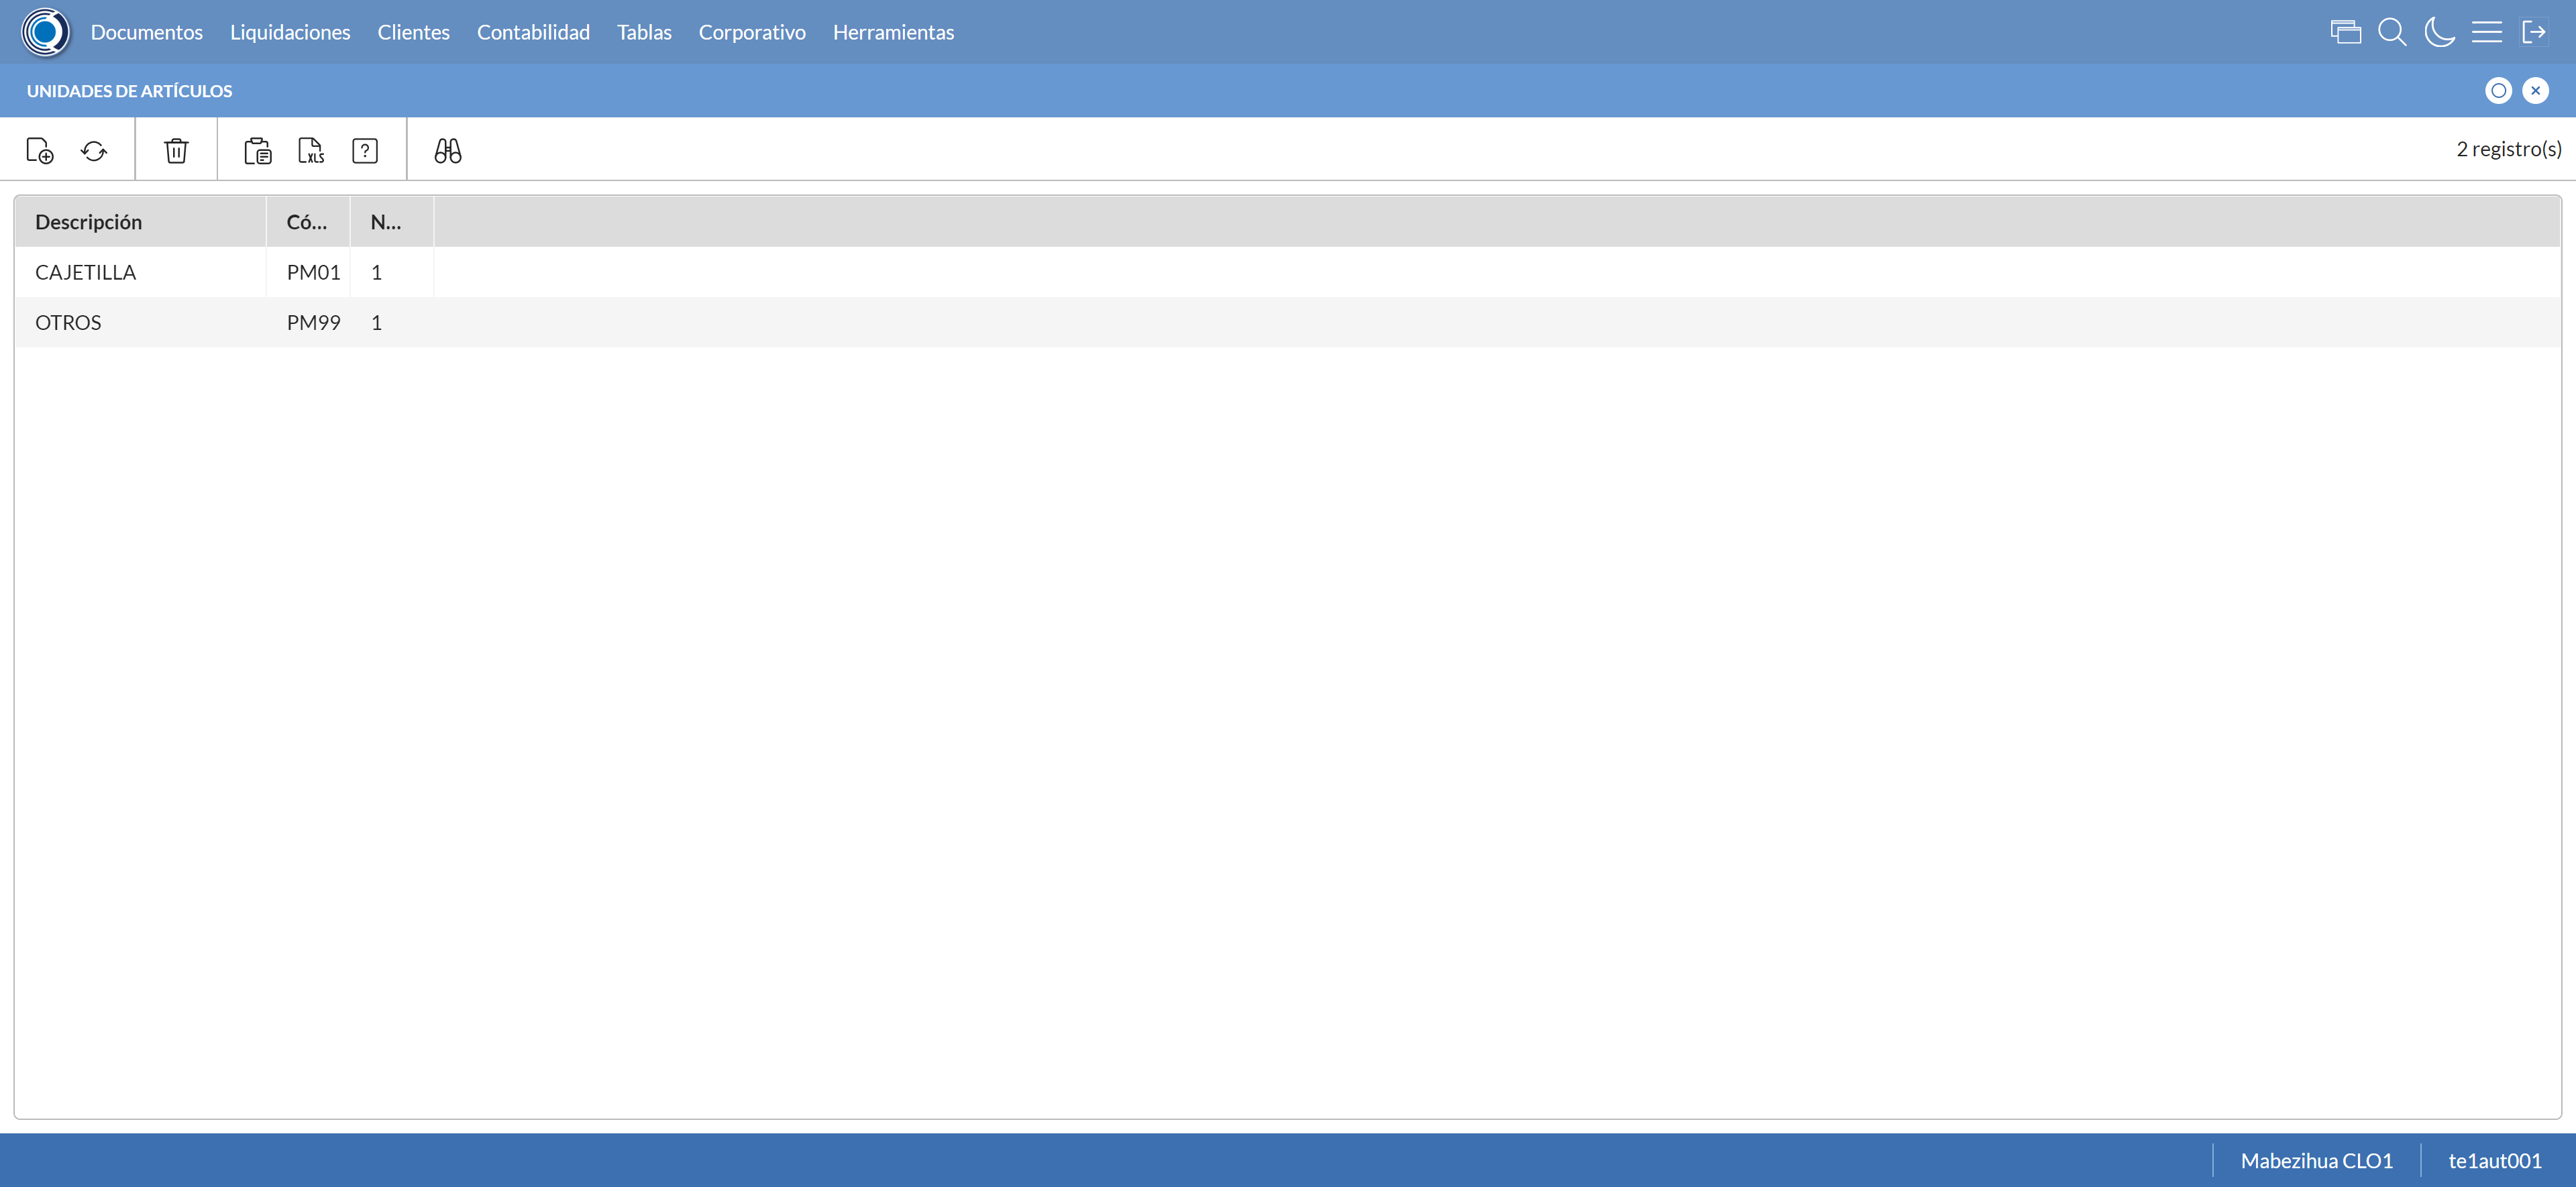 Documentos Liquidaciones Clientes Contabilidad Tablas Corporativo Herramientas
UNIDADES DE ARTÍCULOS
XLS ? 2 registro(s)
Descripción Có... N...
CAJETILLA PM01 1
OTROS PM99 1
Mabezihua CLO1 te1aut001